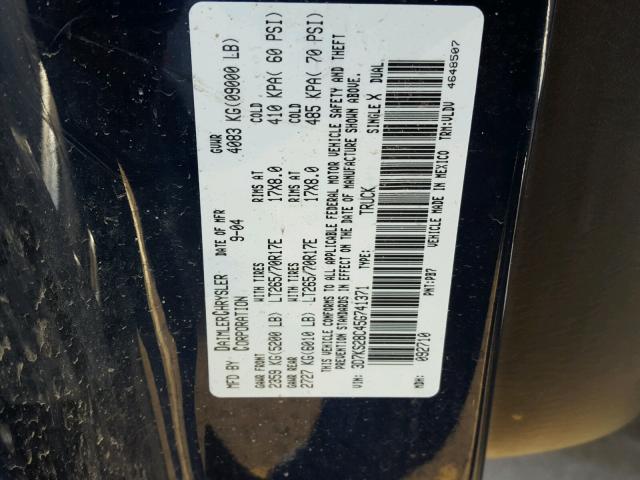 MFD BY: DAIMLERCHRYSLER CORPORATION
DATE OF MFR 9-04
GVWR 4083 KG(09000 LB)
GAWR FRONT WITH TIRES RIMS AT COLD
2359 KG(5200 LB) LT265/70R17E 17X8.0 410 KPA( 60 PSI)
GAWR REAR WITH TIRES RIMS AT COLD
2727 KG(6010 LB) LT265/70R17E 17X8.0 485 KPA( 70 PSI)
THIS VEHICLE CONFORMS TO ALL APPLICABLE FEDERAL MOTOR VEHICLE SAFETY AND THEFT
PREVENTION STANDARDS IN EFFECT ON THE DATE OF MANUFACTURE SHOWN ABOVE.
VIN: 3D7KS28C45G741371 TYPE: TRUCK SINGLE X DUAL
MDH: 092710 PNT: PB7 VEHICLE MADE IN MEXICO TRM: VLDV
4648507